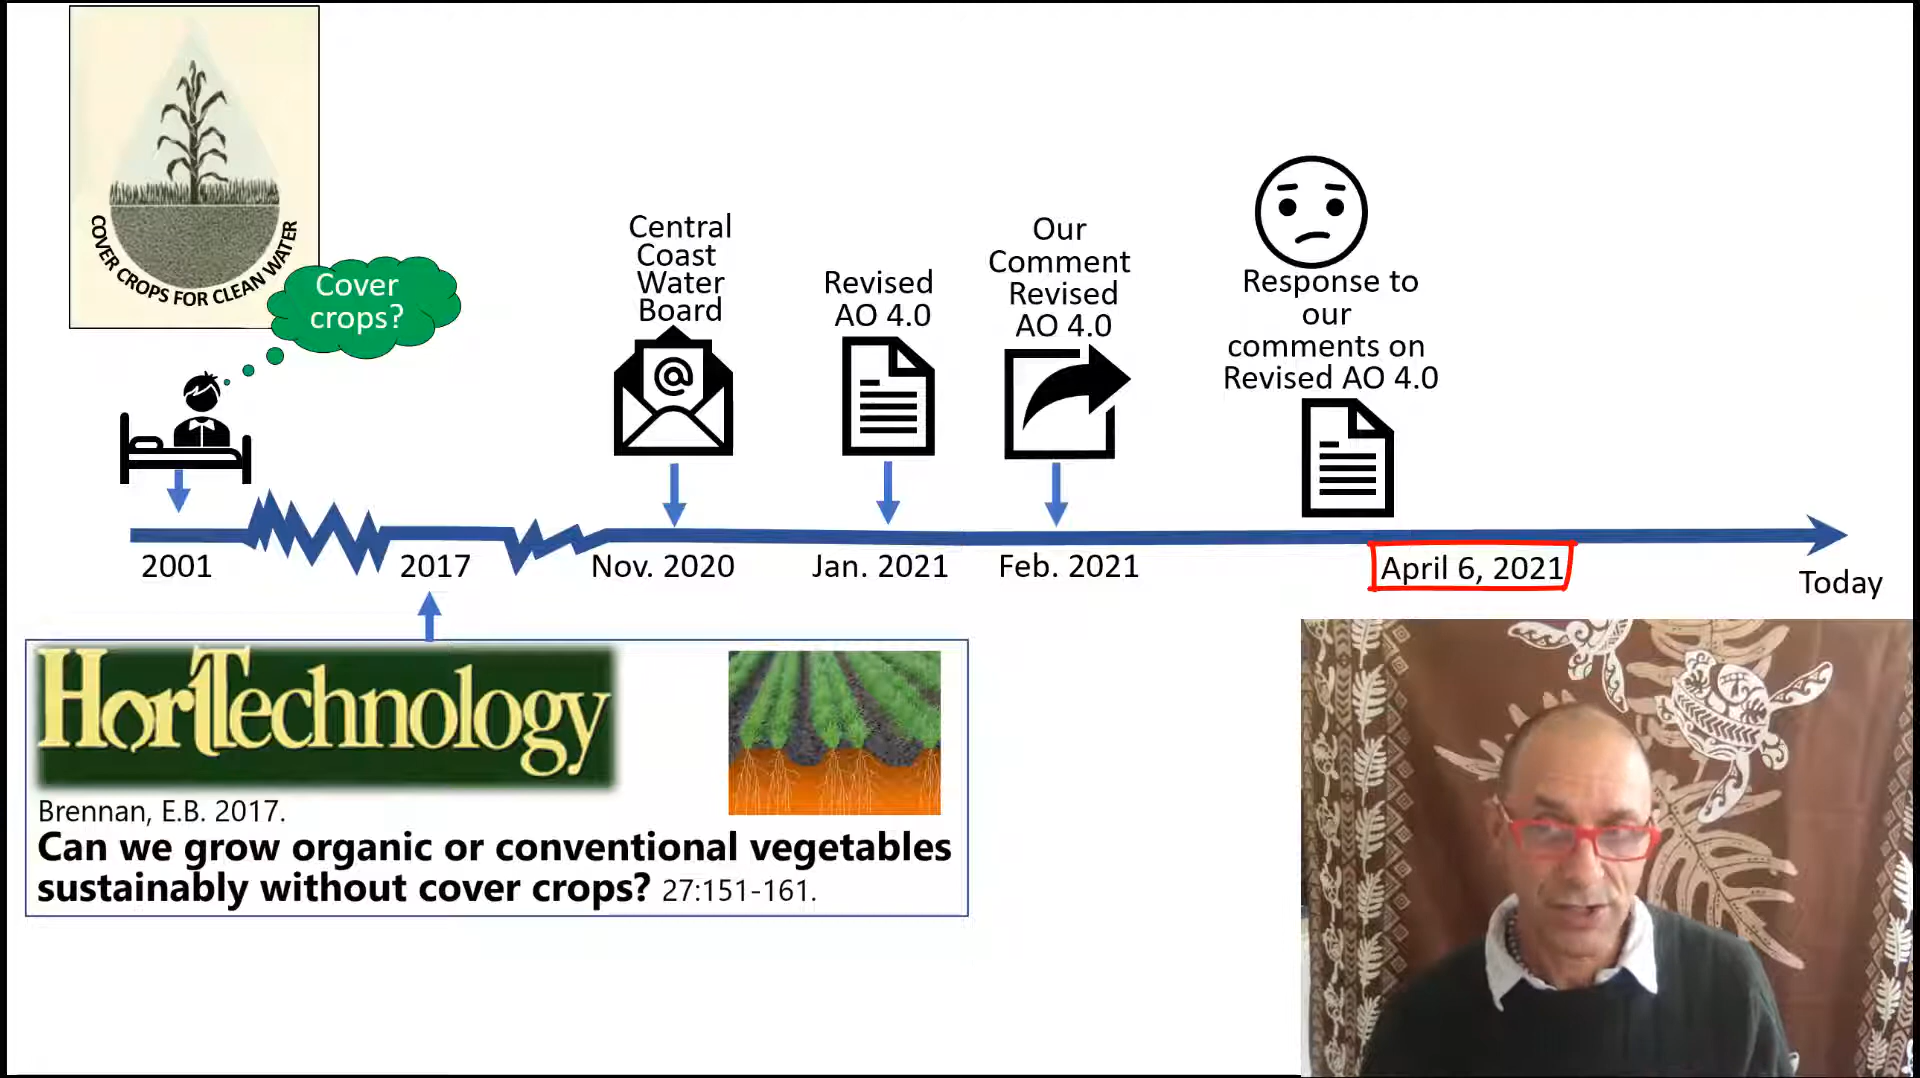 COVER CROPS FOR CLEAN WATER
Cover
crops?
Central
Coast
Water
Board
@
Revised
AO 4.0
Our
Comment
Revised
AO 4.0
Response to
our
comments on
Revised AO 4.0
2001
2017
Nov. 2020
Jan. 2021
Feb. 2021
April 6, 2021
Today
HortTechnology
Brennan, E.B. 2017.
Can we grow organic or conventional vegetables
sustainably without cover crops? 27:151-161.